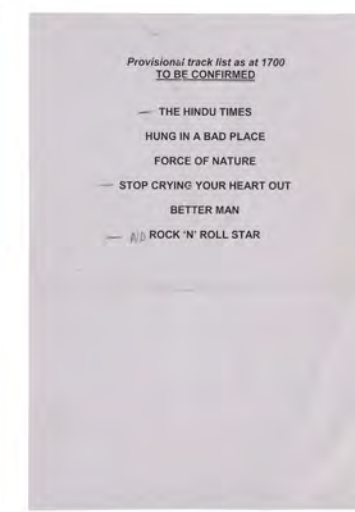 Provisional track list as at 1700
TO BE CONFIRMED
— THE HINDU TIMES
HUNG IN A BAD PLACE
FORCE OF NATURE
— STOP CRYING YOUR HEART OUT
BETTER MAN
— ROCK 'N' ROLL STAR